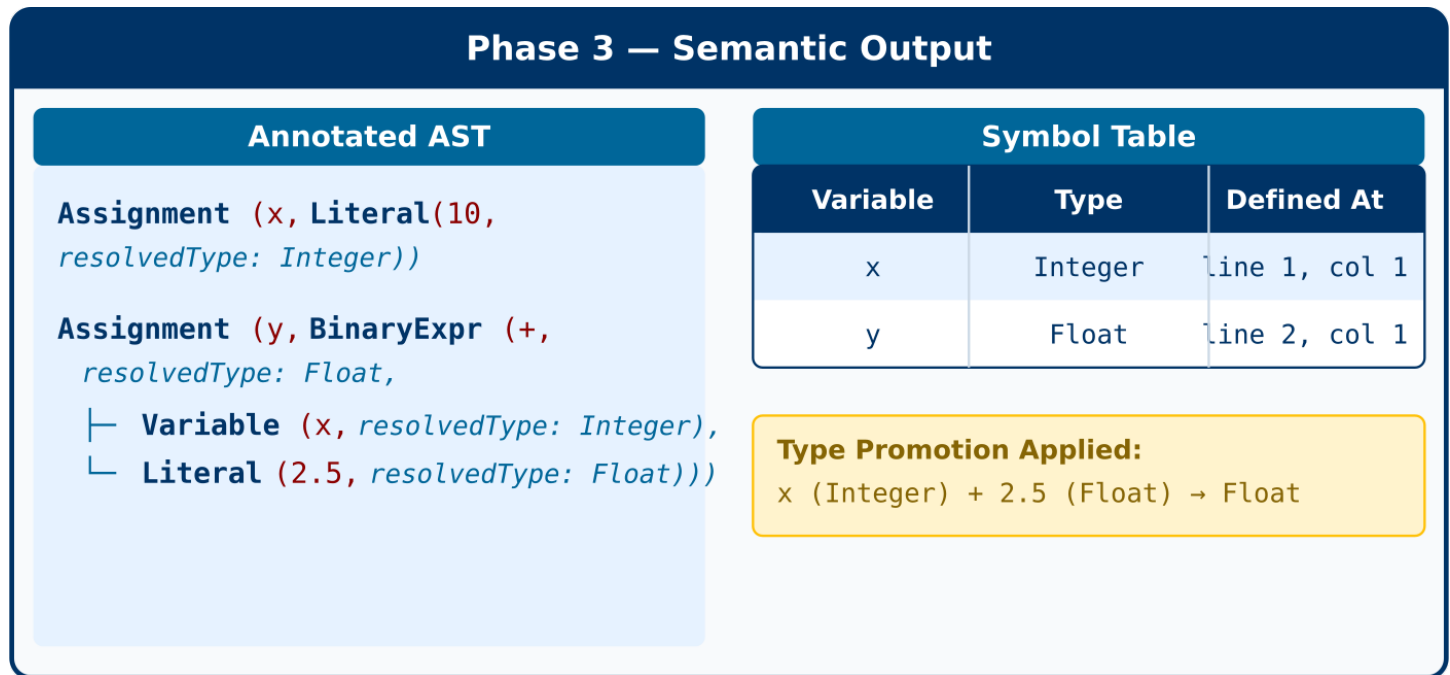 Phase 3 — Semantic Output
Annotated AST
Assignment (x, Literal(10,
resolvedType: Integer))
Assignment (y, BinaryExpr (+,
resolvedType: Float,
├─ Variable (x, resolvedType: Integer),
└─ Literal (2.5, resolvedType: Float)))
Symbol Table
Variable Type Defined At
x Integer line 1, col 1
y Float line 2, col 1
Type Promotion Applied:
x (Integer) + 2.5 (Float) → Float